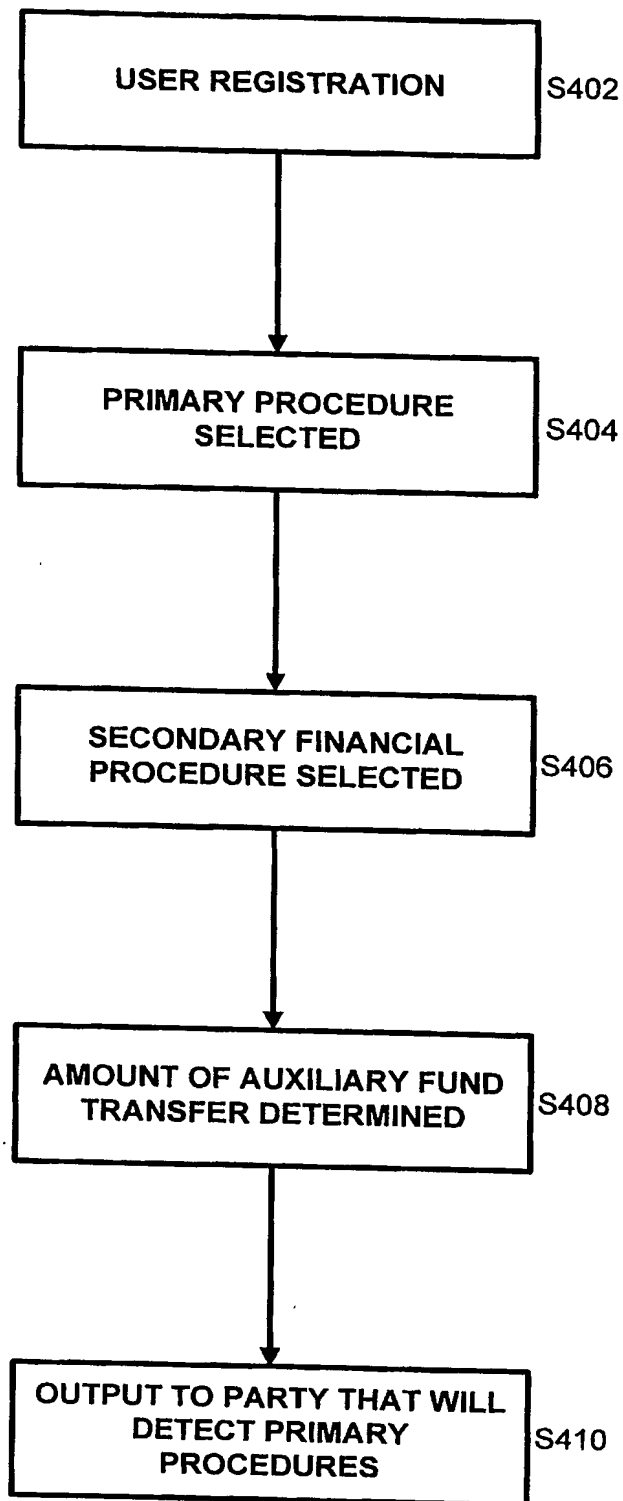 USER REGISTRATION
S402
PRIMARY PROCEDURE
SELECTED
S404
SECONDARY FINANCIAL
PROCEDURE SELECTED
S406
AMOUNT OF AUXILIARY FUND
TRANSFER DETERMINED
S408
OUTPUT TO PARTY THAT WILL
DETECT PRIMARY
PROCEDURES
S410